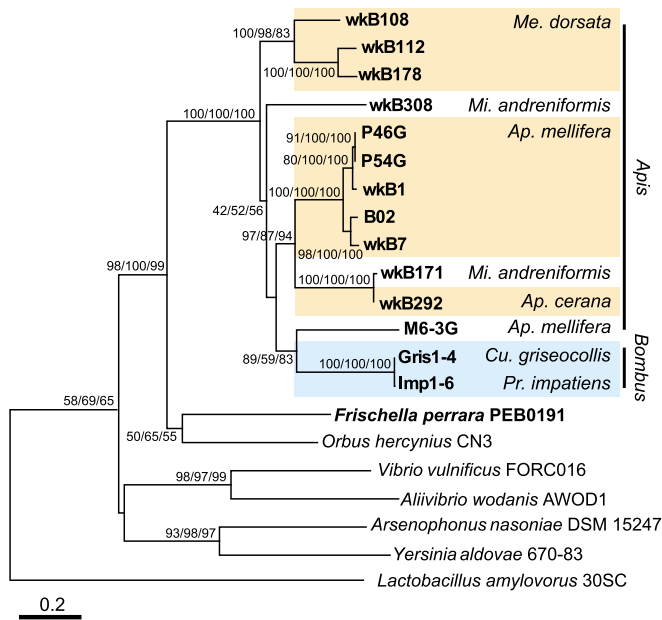 wkB108 Me. dorsata
100/98/83
wkB112
100/100/100
wkB178
wkB308 Mi. andreniformis
100/100/100
P46G Ap. mellifera
91/100/100
80/100/100
P54G
Apis
100/100/100
wkB1
42/52/56
B02
97/87/94
wkB7
98/100/100
wkB171 Mi. andreniformis
98/100/99
100/100/100
wkB292 Ap. cerana
M6-3G Ap. mellifera
89/59/83
100/100/100
Gris1-4 Cu. griseocollis
Bombus
Imp1-6 Pr. impatiens
58/69/65
Frischella perrara PEB0191
50/65/55
Orbus hercynius CN3
98/97/99
Vibrio vulnificus FORC016
Aliivibrio wodanis AWOD1
93/98/97
Arsenophonus nasoniae DSM 15247
Yersinia aldovae 670-83
Lactobacillus amylovorus 30SC
0.2